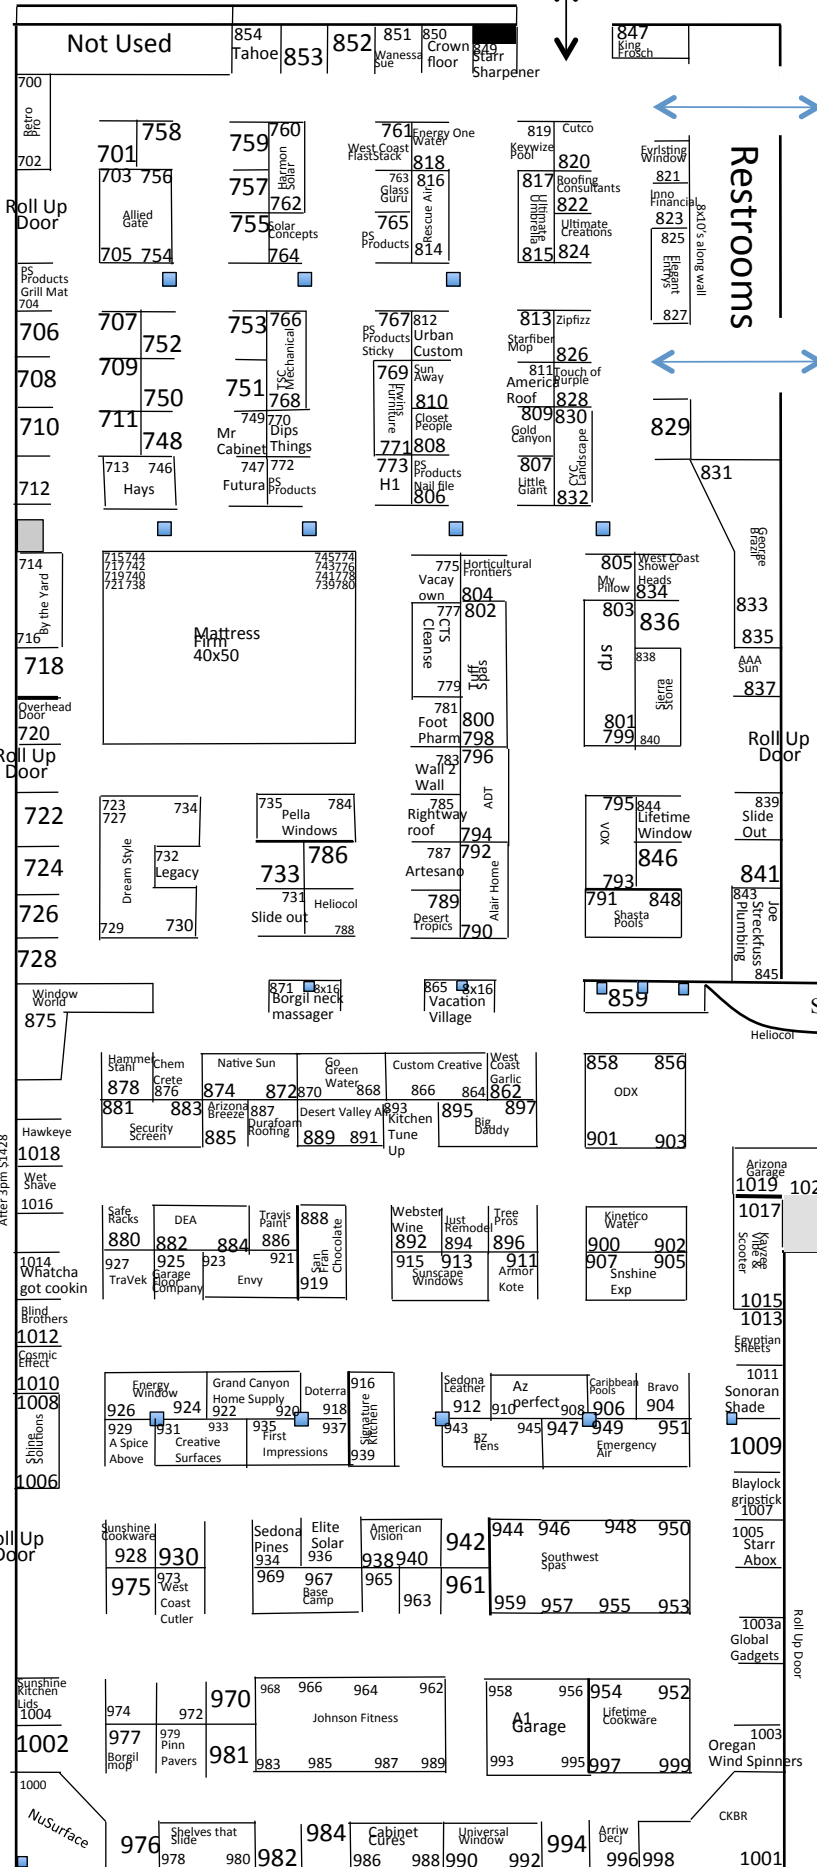 Not Used
854
Tahoe
853
852
851
Wanessa
Sue
850
Crown
floor
849
Starr
Sharpener
847
King
Frosch
700
Retro
Pro
702
701
758
703 756
Allied
Gate
705 754
759
760
Harmon
Solar
757
762
755
Solar
Concepts
764
761
Energy One
Water
West Coast
FlastStack
818
763
Glass
Guru
816
Rescue Air
765
PS
Products
814
819
Keywize
Pool
Cutco
820
817
Roofing
Consultants
Ultimate
Umbrella
822
Ultimate
Creations
815 824
Evrlsting
Window
821
Inno
Financial
823
825
Elegant
Entrys
827
8x10's along wall
Restrooms
Roll Up
Door
PS
Products
Grill Mat
704
706
708
710
712
707
752
709
750
711
748
713 746
Hays
753
766
TSC
Mechanical
751
768
749
770
Mr
Cabinet
Dips
Things
747 772
Futura
PS
Products
767
812
PS
Products
Sticky
Urban
Custom
769
Sun
Away
Irwins
Furniture
810
Closet
People
771 808
773
H1
PS
Products
Nail file
806
813
Zipfizz
Starfiber
Mop
826
811
Touch of
Purple
America
Roof
828
809 830
Gold
Canyon
CYC
Landscape
807
Little
Giant
832
829
831
George
Brazil
833
835
714
By the Yard
716
718
Overhead
Door
720
Roll Up
Door
715 744
717 742
719 740
721 738
745 774
743 776
741 778
739 780
Mattress
Firm
40x50
775
Horticultural
Frontiers
Vacay
own
804
777 802
CTS
Cleanse
Tuff
Spas
779
781
Foot
Pharm
800
798
783 796
Wall 2
Wall
ADT
785
Rightway
roof
794
787 792
Artesano
Alair Home
789
Desert
Tropics
790
805
West Coast
Shower
Heads
My
Pillow
834
803
836
srp
838
Sierra
Stone
801
799 840
AAA
Sun
837
Roll Up
Door
722
724
726
728
723
727
734
Dream Style
732
Legacy
729
730
735 784
Pella
Windows
786
733
731
Slide out
Heliocol
788
795 844
VOX
Lifetime
Window
846
793
791 848
Shasta
Pools
839
Slide
Out
841
843
Joe
Streckfuss
Plumbing
845
Window
World
875
871 8x16
Borgil neck
massager
865 8x16
Vacation
Village
859
S
Heliocol
Hammer
Stahl
878
Chem
Crete
876
Native Sun
874 872
Go
Green
Water
870 868
Custom Creative
866 864
West
Coast
Garlic
862
881 883
Security
Screen
Arizona
Breeze
885
887
Durafoam
Roofing
Desert Valley Air
889 891
893
Kitchen
Tune
Up
895 897
Big
Daddy
858 856
ODX
901 903
After 3pm $1428
Hawkeye
1018
Wet
Shave
1016
1014
Whatcha
got cookin
Blind
Brothers
1012
Cosmic
Effect
1010
1008
Shine
Solutions
1006
Arizona
Garage
1019
102
1017
Kayzee
Vibe &
Scooter
1015
1013
Egyptian
Sheets
1011
Sonoran
Shade
1009
Blaylock
gripstick
1007
1005
Starr
Abox
Safe
Racks
880
DEA
882 884
Travis
Paint
886
888
San
Fran
Chocolate
919
927
TraVek
925
Garage
Floor
Company
923
Envy
921
Webster
Wine
892
Just
Remodel
894
Tree
Pros
896
915 913
Sunscape
Windows
911
Armor
Kote
Kinetico
Water
900 902
907 905
Snshine
Exp
Energy
Window
926 924
Grand Canyon
Home Supply
922 920
Doterra
918
916
Signature
Kitchen
939
929
A Spice
Above
931 933
Creative
Surfaces
935
First
Impressions
937
Sedona
Leather
912
Az
perfect
910 908
Caribbean
Pools
906
Bravo
904
943 945
BZ
Tens
947 949 951
Emergency
Air
Roll Up
Door
Sunshine
Cookware
928
930
975
973
West
Coast
Cutler
Sedona
Pines
934
Elite
Solar
936
American
Vision
938 940
942
969 967
Base
Camp
965
963
961
944 946 948 950
Southwest
Spas
959 957 955 953
1003a
Global
Gadgets
Roll Up Door
Sunshine
Kitchen
Lids
1004
1002
1000
NuSurface
974
972
970
977
Borgil
mop
979
Pinn
Pavers
981
968 966 964 962
Johnson Fitness
983 985 987 989
958 956
A1
Garage
993 995
954 952
Lifetime
Cookware
997 999
1003
Oregan
Wind Spinners
CKBR
1001
976
Shelves that
Slide
978 980
982
984
Cabinet
Cures
986 988
Universal
Window
990 992
994
Arriw
Decj
996
998